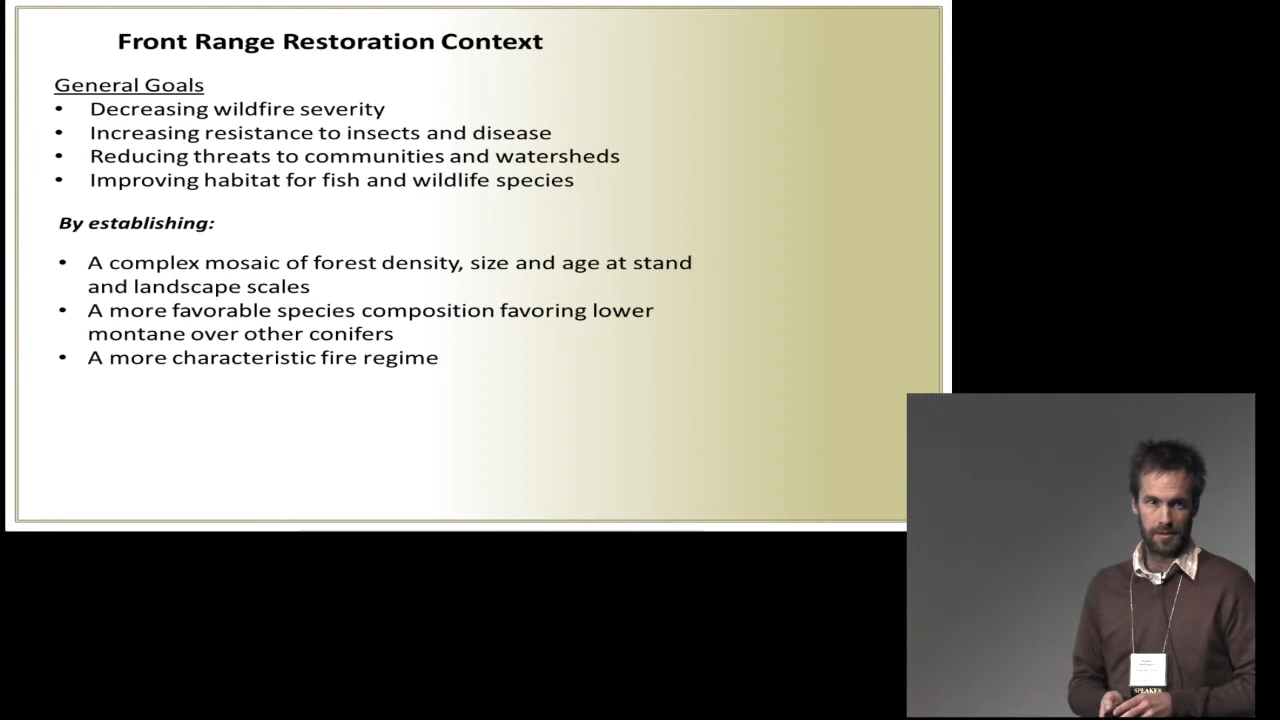 Front Range Restoration Context
General Goals
• Decreasing wildfire severity
• Increasing resistance to insects and disease
• Reducing threats to communities and watersheds
• Improving habitat for fish and wildlife species
By establishing:
• A complex mosaic of forest density, size and age at stand
and landscape scales
• A more favorable species composition favoring lower
montane over other conifers
• A more characteristic fire regime
SPEAKER